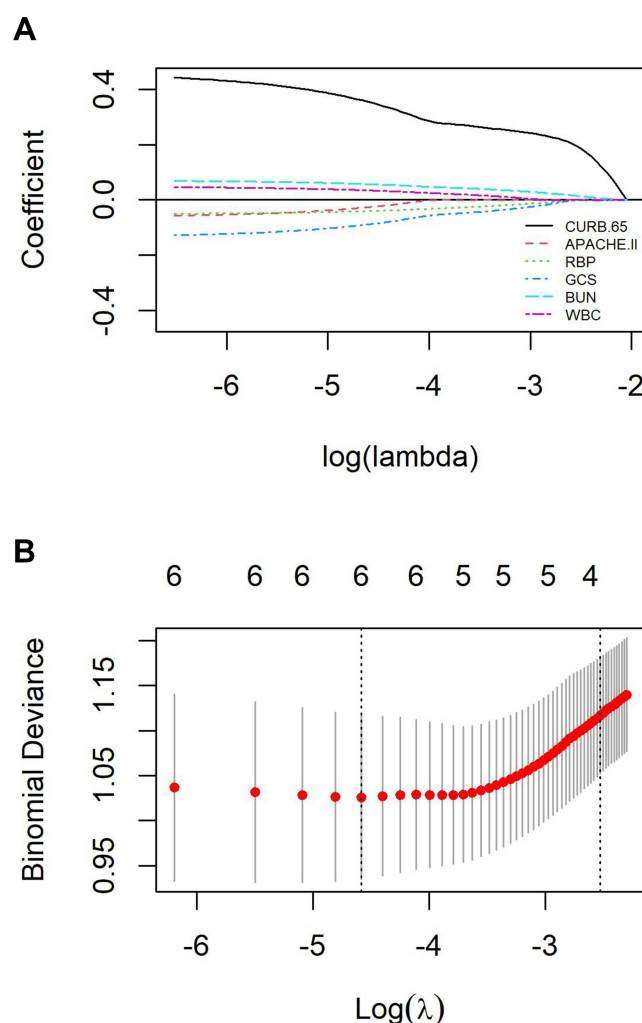 A
Coefficient
0.4
0.0
-0.4
CURB.65
APACHE.II
RBP
GCS
BUN
WBC
-6 -5 -4 -3 -2
log(lambda)
B
6 6 6 6 6 5 5 5 4
Binomial Deviance
1.15
1.05
0.95
-6 -5 -4 -3
Log(λ)